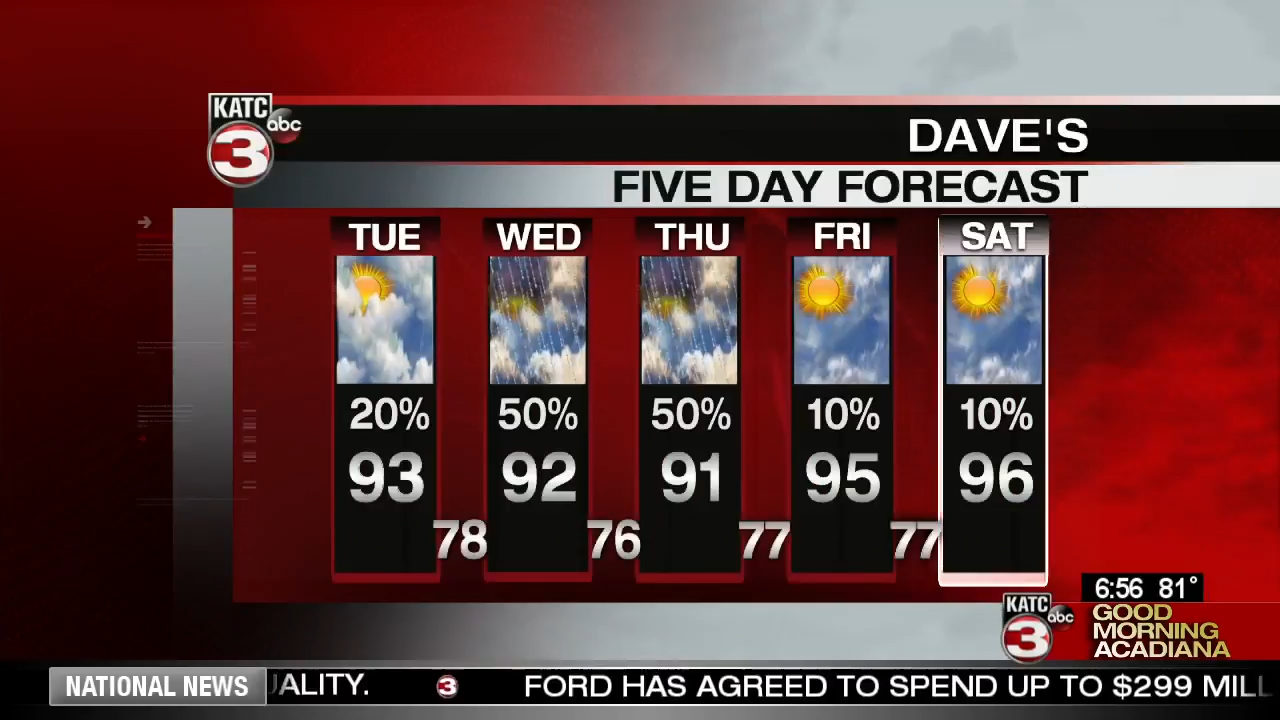 KATC
abc
3
DAVE'S
FIVE DAY FORECAST
TUE WED THU FRI SAT
20% 50% 50% 10% 10%
93 92 91 95 96
78 76 77 77
6:56 81°
KATC
abc
3
GOOD
MORNING
ACADIANA
NATIONAL NEWS ALITY. 3 FORD HAS AGREED TO SPEND UP TO $299 MILL